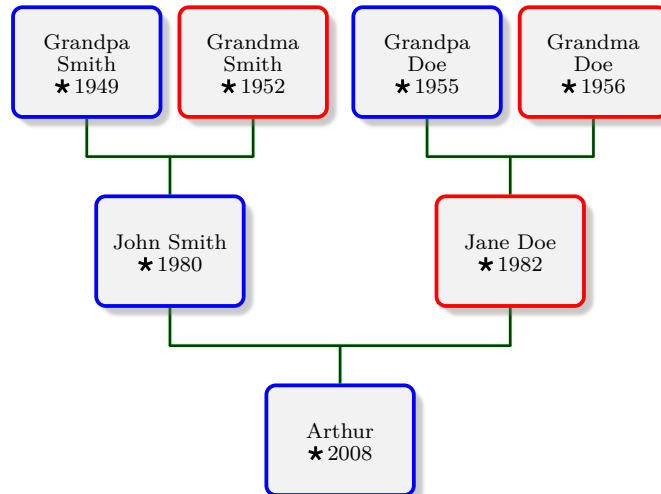 Grandpa
Smith
★ 1949
Grandma
Smith
★ 1952
Grandpa
Doe
★ 1955
Grandma
Doe
★ 1956
John Smith
★ 1980
Jane Doe
★ 1982
Arthur
★ 2008